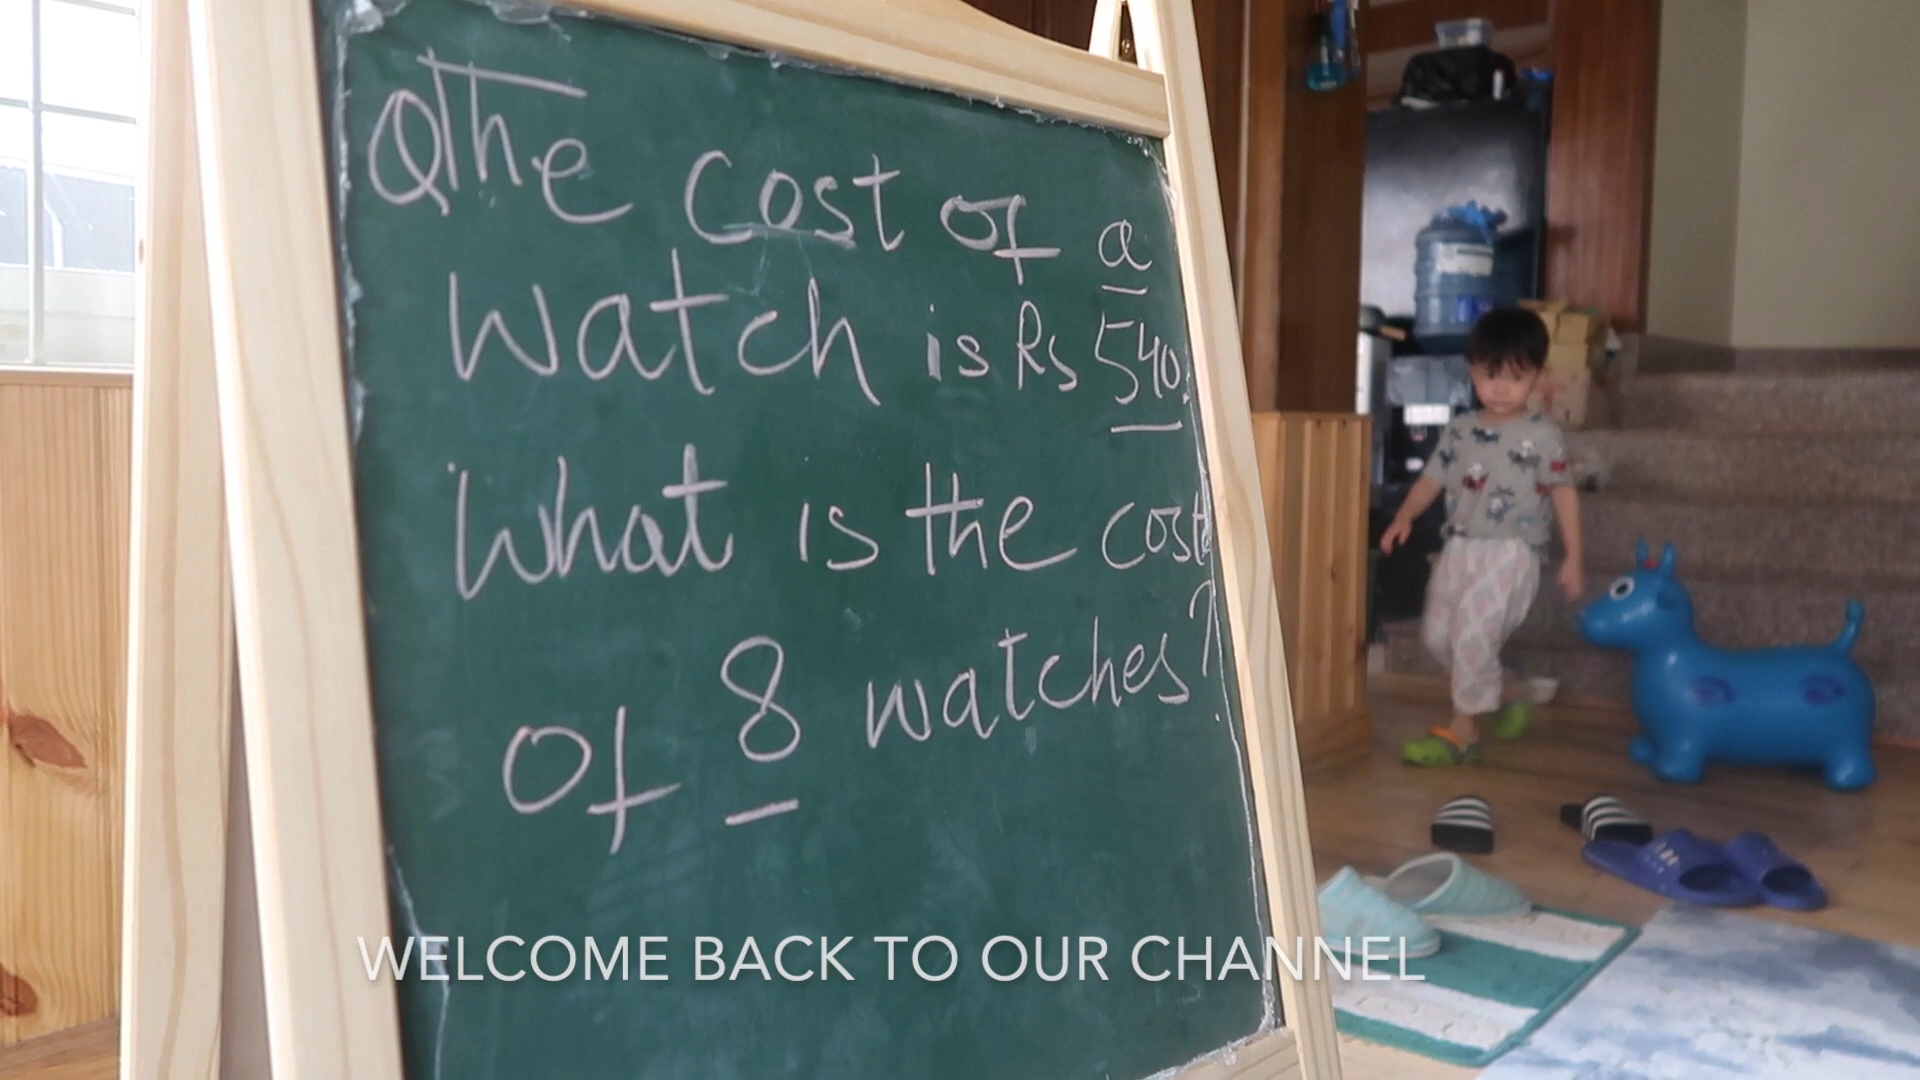 Q The cost of a
watch is Rs 540.
What is the cost
of 8 watches?
WELCOME BACK TO OUR CHANNEL